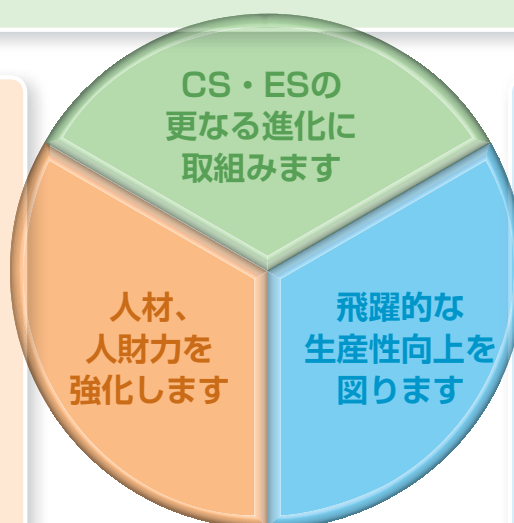 CS・ESの
更なる進化に
取組みます
人材、
人財力を
強化します
飛躍的な
生産性向上を
図ります